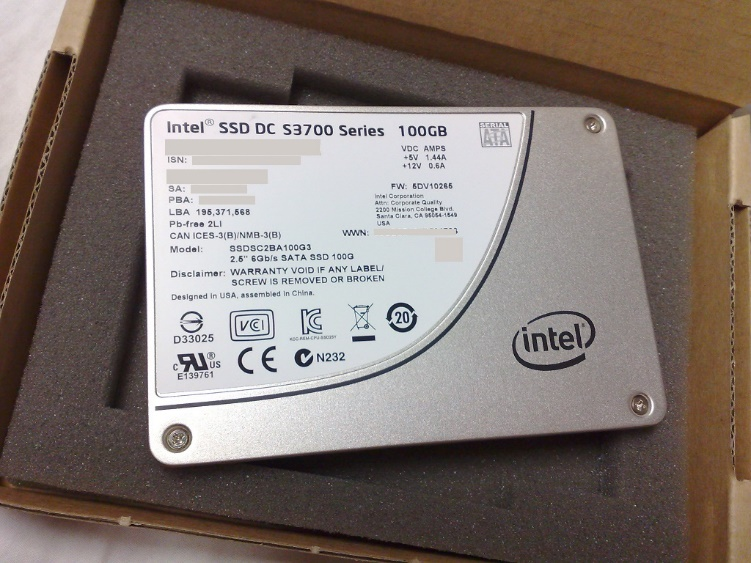 Intel® SSD DC S3700 Series 100GB
SERIAL
ATA
VDC AMPS
+5V 1.44A
+12V 0.6A
ISN:
SA:
PBA:
LBA 195,371,568
Pb-free 2LI
CAN ICES-3(B)/NMB-3(B)
FW: 5DV10265
Intel Corporation
Attn: Corporate Quality
2200 Mission College Blvd.
Santa Clara, CA 95054-1549
USA
WWN:
Model: SSDSC2BA100G3
2.5" 6Gb/s SATA SSD 100G
Disclaimer: WARRANTY VOID IF ANY LABEL/
SCREW IS REMOVED OR BROKEN
Designed in USA, assembled in China.
D33025
VCI
20
c RU® US
E139761
CE
N232
intel®